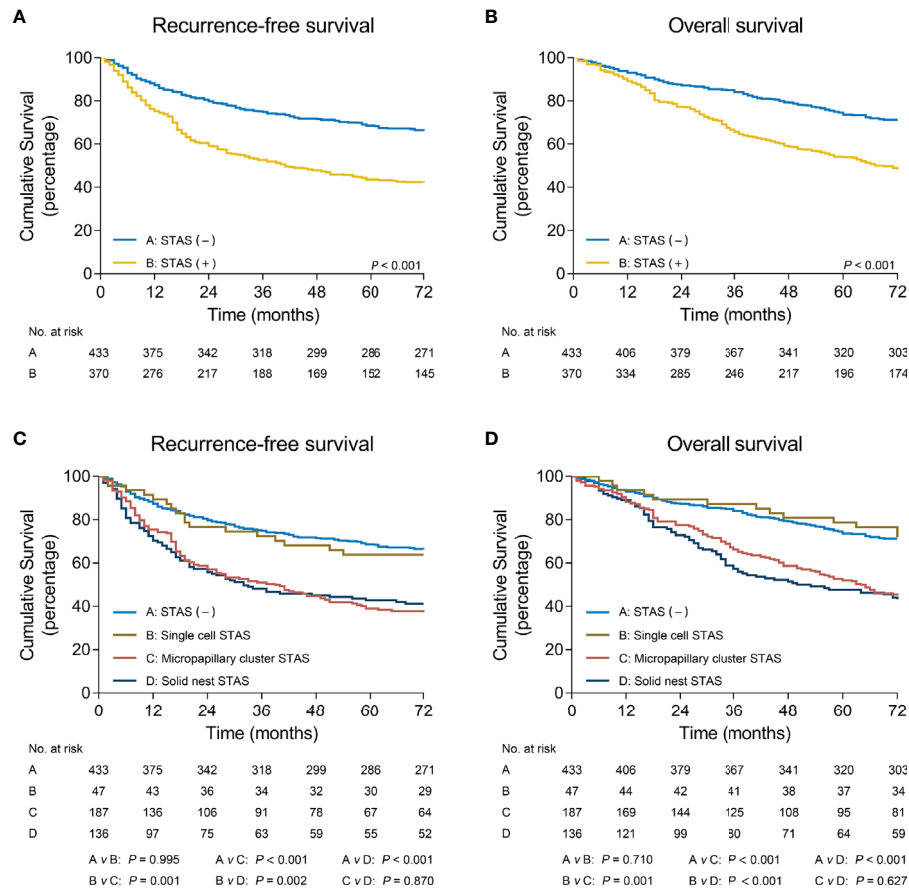 A
Recurrence-free survival
Cumulative Survival
(percentage)
100
80
60
40
20
0
A: STAS (−)
B: STAS (+)
P < 0.001
0 12 24 36 48 60 72
Time (months)
No. at risk
A 433 375 342 318 299 286 271
B 370 276 217 188 169 152 145
B
Overall survival
Cumulative Survival
(percentage)
100
80
60
40
20
0
A: STAS (−)
B: STAS (+)
P < 0.001
0 12 24 36 48 60 72
Time (months)
No. at risk
A 433 406 379 367 341 320 303
B 370 334 285 246 217 196 174
C
Recurrence-free survival
Cumulative Survival
(percentage)
100
80
60
40
20
0
A: STAS (−)
B: Single cell STAS
C: Micropapillary cluster STAS
D: Solid nest STAS
0 12 24 36 48 60 72
Time (months)
No. at risk
A 433 375 342 318 299 286 271
B 47 43 36 34 32 30 29
C 187 136 106 91 78 67 64
D 136 97 75 63 59 55 52
A v B: P = 0.995 A v C: P < 0.001 A v D: P < 0.001
B v C: P = 0.001 B v D: P = 0.002 C v D: P = 0.870
D
Overall survival
Cumulative Survival
(percentage)
100
80
60
40
20
0
A: STAS (−)
B: Single cell STAS
C: Micropapillary cluster STAS
D: Solid nest STAS
0 12 24 36 48 60 72
Time (months)
No. at risk
A 433 406 379 367 341 320 303
B 47 44 42 41 38 37 34
C 187 169 144 125 108 95 81
D 136 121 99 80 71 64 59
A v B: P = 0.710 A v C: P < 0.001 A v D: P < 0.001
B v C: P = 0.001 B v D: P < 0.001 C v D: P = 0.627